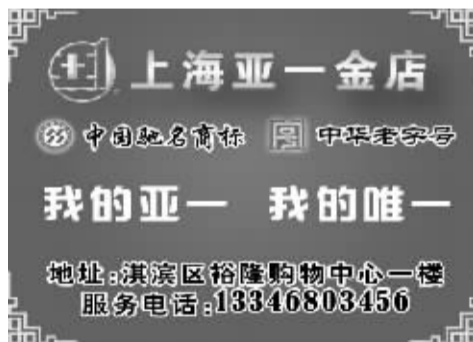 上海亚一金店
中国驰名商标 中华老字号
我的亚一 我的唯一
地址:淇滨区裕隆购物中心一楼
服务电话:13346803456